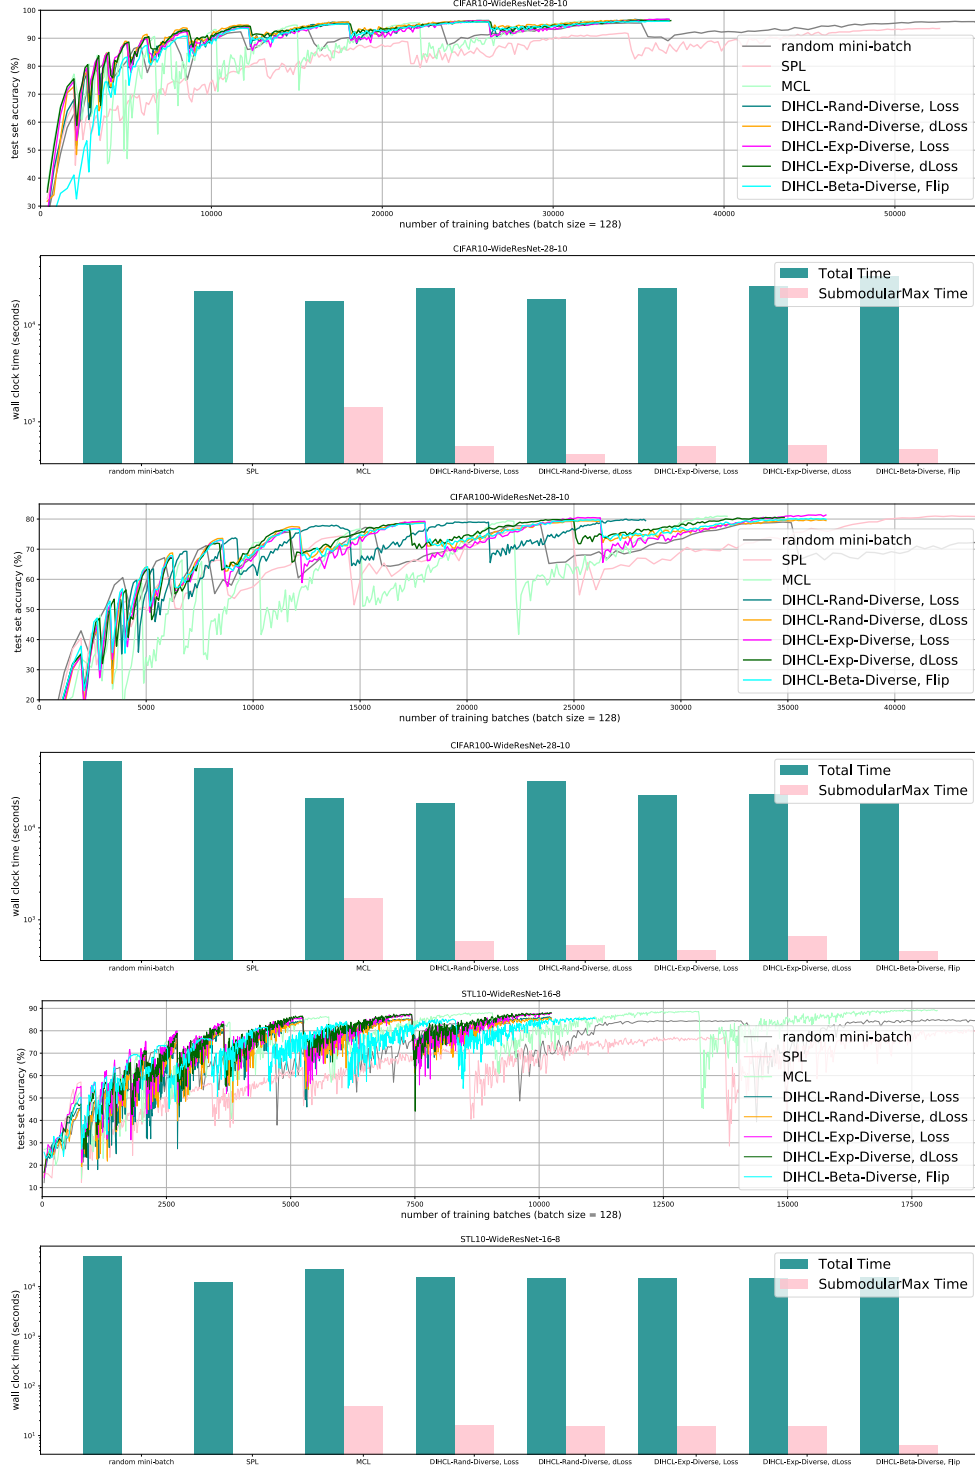 CIFAR10-WideResNet-28-10
100
90
80
70
60
50
40
30
test set accuracy (%)
0
10000
20000
30000
40000
50000
number of training batches (batch size = 128)
random mini-batch
SPL
MCL
DIHCL-Rand-Diverse, Loss
DIHCL-Rand-Diverse, dLoss
DIHCL-Exp-Diverse, Loss
DIHCL-Exp-Diverse, dLoss
DIHCL-Beta-Diverse, Flip
CIFAR10-WideResNet-28-10
wall clock time (seconds)
10⁴
10³
Total Time
SubmodularMax Time
random mini-batch
SPL
MCL
DIHCL-Rand-Diverse, Loss
DIHCL-Rand-Diverse, dLoss
DIHCL-Exp-Diverse, Loss
DIHCL-Exp-Diverse, dLoss
DIHCL-Beta-Diverse, Flip
CIFAR100-WideResNet-28-10
80
70
60
50
40
30
20
test set accuracy (%)
0
5000
10000
15000
20000
25000
30000
35000
40000
number of training batches (batch size = 128)
random mini-batch
SPL
MCL
DIHCL-Rand-Diverse, Loss
DIHCL-Rand-Diverse, dLoss
DIHCL-Exp-Diverse, Loss
DIHCL-Exp-Diverse, dLoss
DIHCL-Beta-Diverse, Flip
CIFAR100-WideResNet-28-10
wall clock time (seconds)
10⁴
10³
Total Time
SubmodularMax Time
random mini-batch
SPL
MCL
DIHCL-Rand-Diverse, Loss
DIHCL-Rand-Diverse, dLoss
DIHCL-Exp-Diverse, Loss
DIHCL-Exp-Diverse, dLoss
DIHCL-Beta-Diverse, Flip
STL10-WideResNet-16-8
90
80
70
60
50
40
30
20
10
test set accuracy (%)
0
2500
5000
7500
10000
12500
15000
17500
number of training batches (batch size = 128)
random mini-batch
SPL
MCL
DIHCL-Rand-Diverse, Loss
DIHCL-Rand-Diverse, dLoss
DIHCL-Exp-Diverse, Loss
DIHCL-Exp-Diverse, dLoss
DIHCL-Beta-Diverse, Flip
STL10-WideResNet-16-8
wall clock time (seconds)
10⁴
10³
10²
10¹
Total Time
SubmodularMax Time
random mini-batch
SPL
MCL
DIHCL-Rand-Diverse, Loss
DIHCL-Rand-Diverse, dLoss
DIHCL-Exp-Diverse, Loss
DIHCL-Exp-Diverse, dLoss
DIHCL-Beta-Diverse, Flip